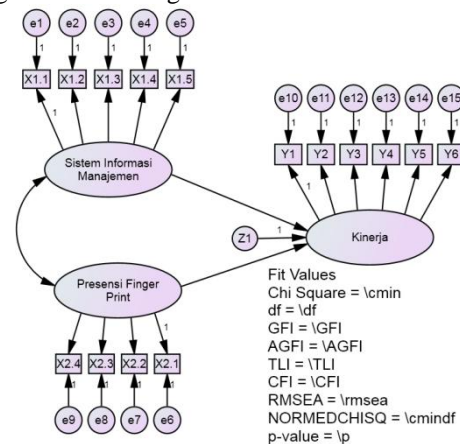 e1 e2 e3 e4 e5
1 1 1 1 1
X1.1 X1.2 X1.3 X1.4 X1.5
1
e10 e11 e12 e13 e14 e15
1 1 1 1 1 1
Y1 Y2 Y3 Y4 Y5 Y6
1
Sistem Informasi
Manajemen
Z1
1
Kinerja
Presensi Finger
Print
1
X2.4 X2.3 X2.2 X2.1
1 1 1 1
e9 e8 e7 e6
Fit Values
Chi Square = \cmin
df = \df
GFI = \GFI
AGFI = \AGFI
TLI = \TLI
CFI = \CFI
RMSEA = \rmsea
NORMEDCHISQ = \cmindf
p-value = \p